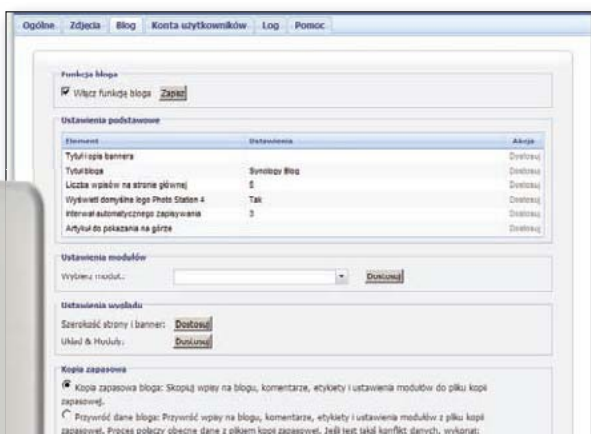 Ogólne Zdjęcia Blog Konta użytkowników Log Pomoc
Funkcja bloga
Włącz funkcję bloga Zapisz
Ustawienia podstawowe
Element Ustawienia Akcja
Tytuł i opis bannera Dostosuj
Tytuł bloga Synology Blog Dostosuj
Liczba wpisów na stronie głównej 5 Dostosuj
Wyświetl domyślne logo Photo Station 4 Tak Dostosuj
Interwał automatycznego zapisywania 3 Dostosuj
Artykuł do pokazania na górze Dostosuj
Ustawienia modułów
Wybierz moduł: Dostosuj
Ustawienia wyglądu
Szerokość strony i banner: Dostosuj
Układ & Moduły: Dostosuj
Kopia zapasowa
Kopia zapasowa bloga: Skopiuj wpisy na blogu, komentarze, etykiety i ustawienia modułów do pliku kopii
zapasowej.
Przywróć dane bloga: Przywróć wpisy na blogu, komentarze, etykiety i ustawienia modułów z pliku kopii
zapasowej. Proces połączy obecne dane z plikiem kopii zapasowej. Jeśli jest jakiś konflikt danych, wykonaj: